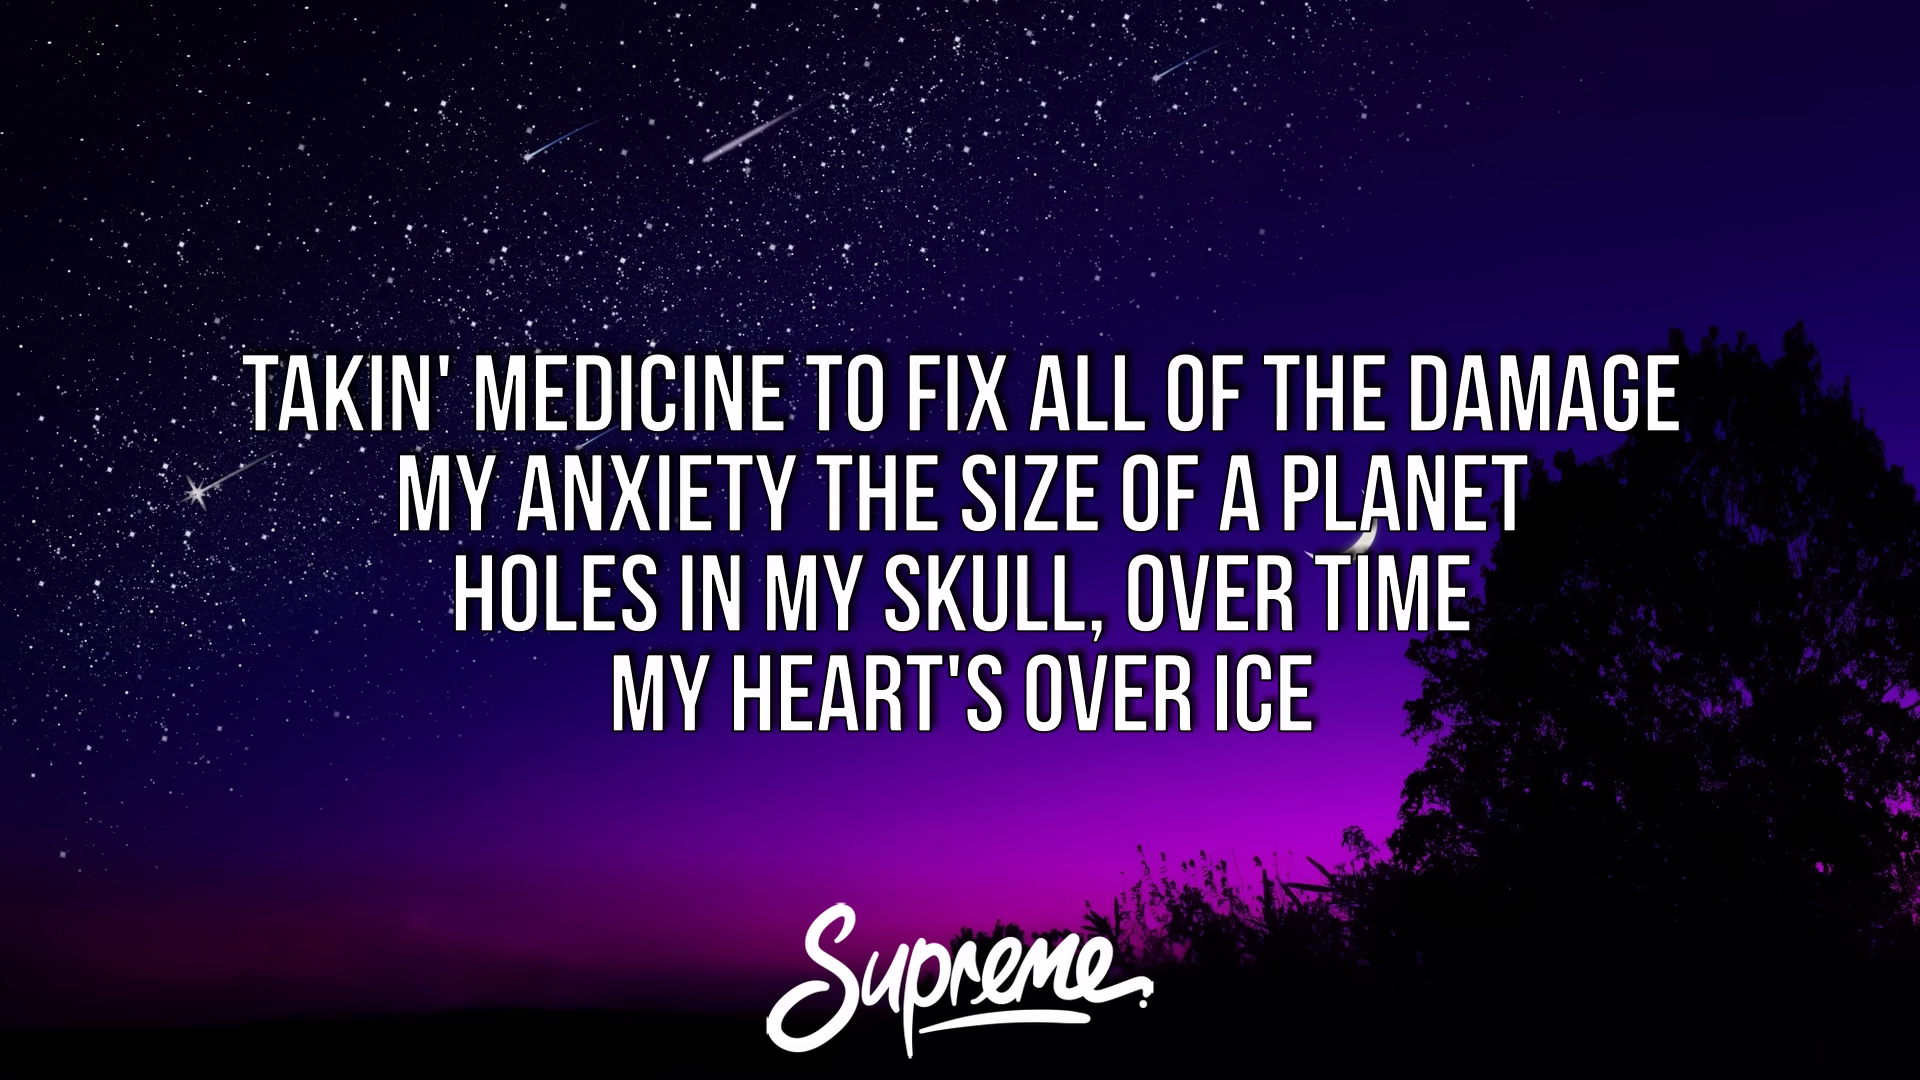 TAKIN' MEDICINE TO FIX ALL OF THE DAMAGE
MY ANXIETY THE SIZE OF A PLANET
HOLES IN MY SKULL, OVER TIME
MY HEART'S OVER ICE
Supreme.